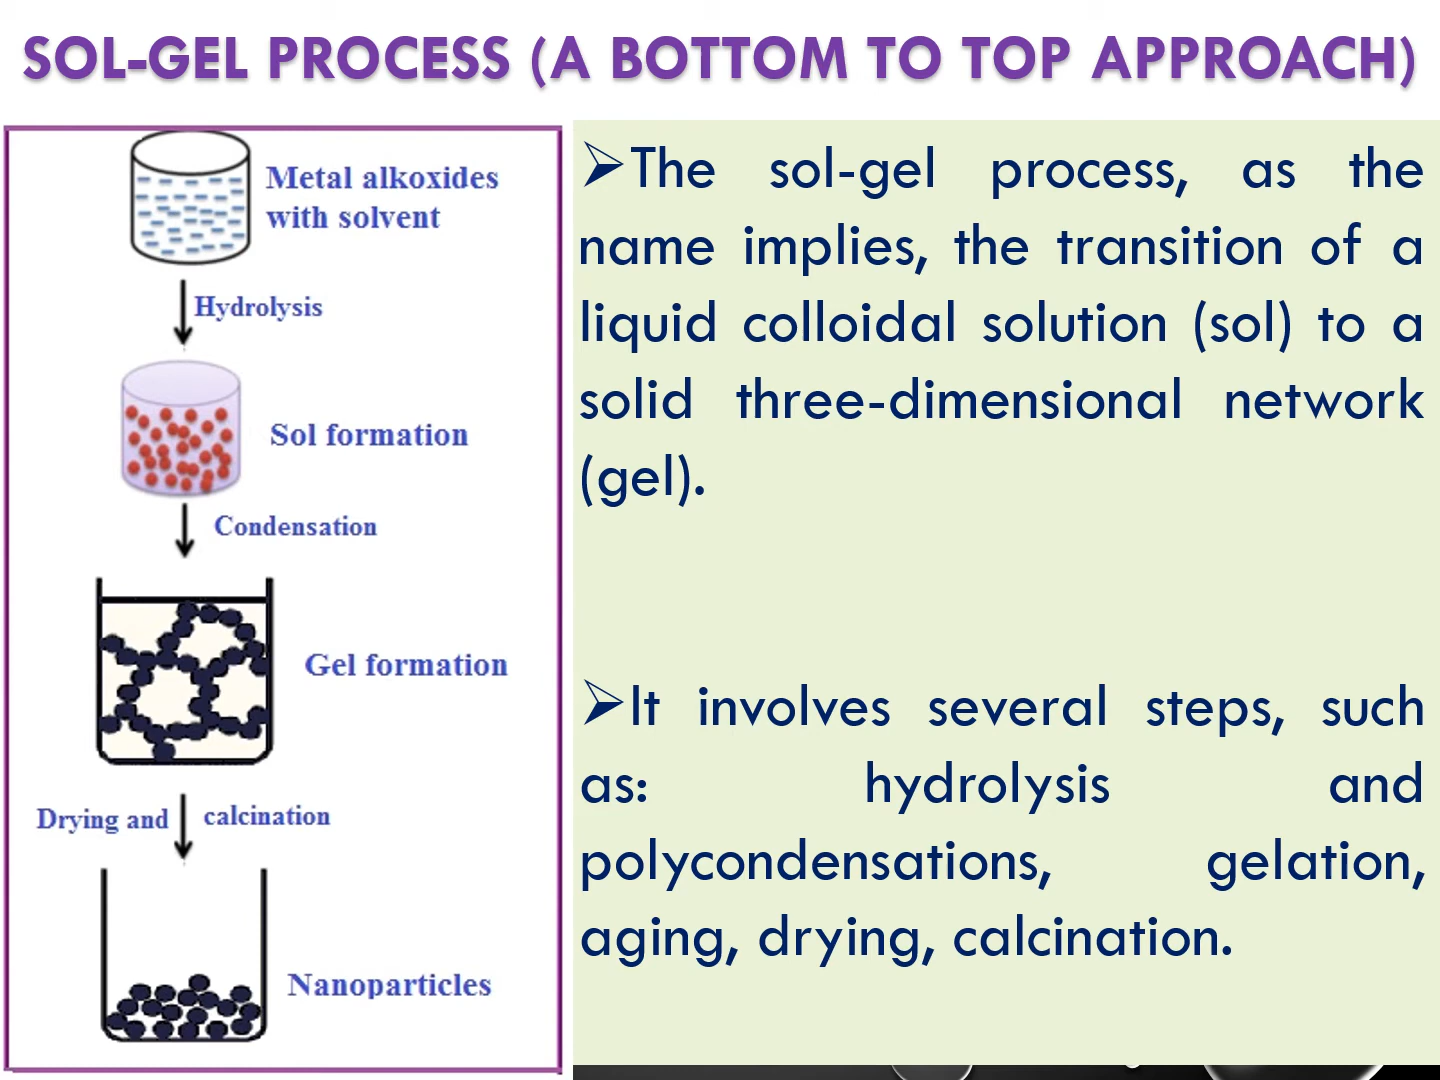 SOL-GEL PROCESS (A BOTTOM TO TOP APPROACH)
Metal alkoxides
with solvent
Hydrolysis
Sol formation
Condensation
Gel formation
Drying and calcination
Nanoparticles
➢The sol-gel process, as the
name implies, the transition of a
liquid colloidal solution (sol) to a
solid three-dimensional network
(gel).
➢It involves several steps, such
as: hydrolysis and
polycondensations, gelation,
aging, drying, calcination.